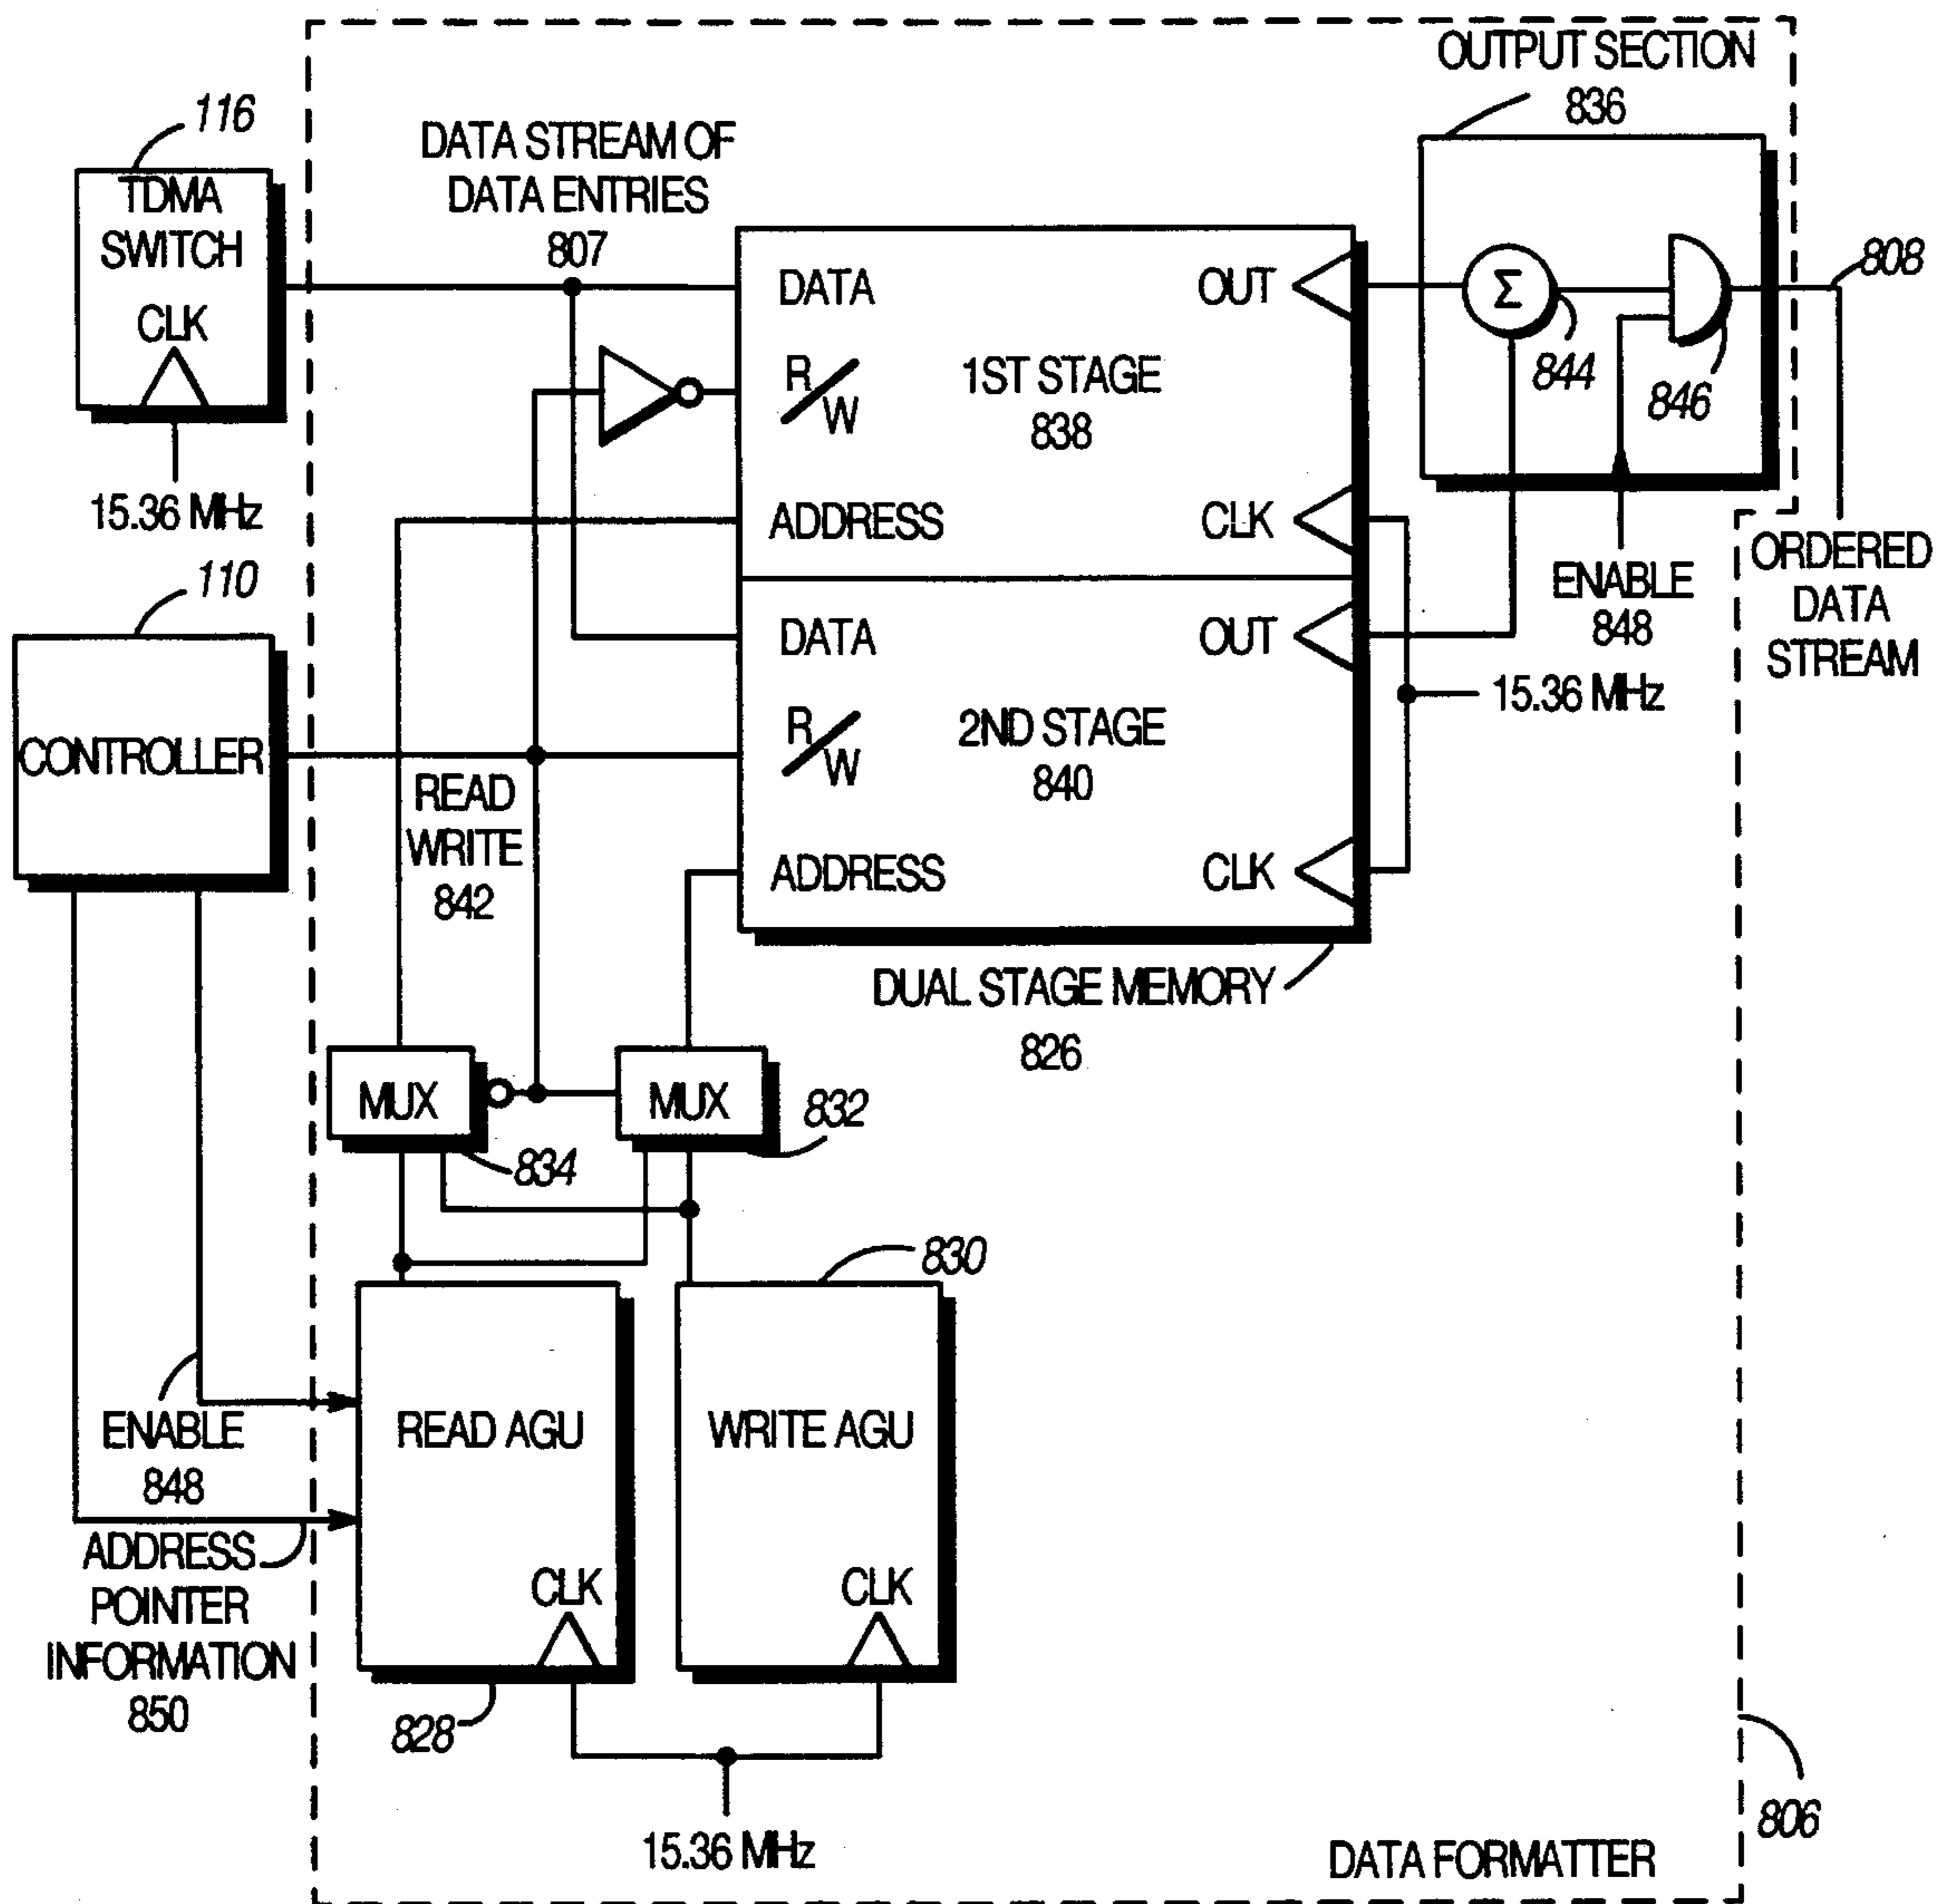 OUTPUT SECTION
836
116
TDMA
SWITCH
CLK
15.36 MHz
DATA STREAM OF
DATA ENTRIES
807
DATA
OUT
R/W
1ST STAGE
838
ADDRESS
CLK
DATA
OUT
R/W
2ND STAGE
840
ADDRESS
CLK
Σ
844
846
808
ENABLE
848
ORDERED
DATA
STREAM
15.36 MHz
110
CONTROLLER
READ
WRITE
842
DUAL STAGE MEMORY
826
MUX
834
MUX
832
830
READ AGU
CLK
828
WRITE AGU
CLK
15.36 MHz
ENABLE
848
ADDRESS
POINTER
INFORMATION
850
806
DATA FORMATTER